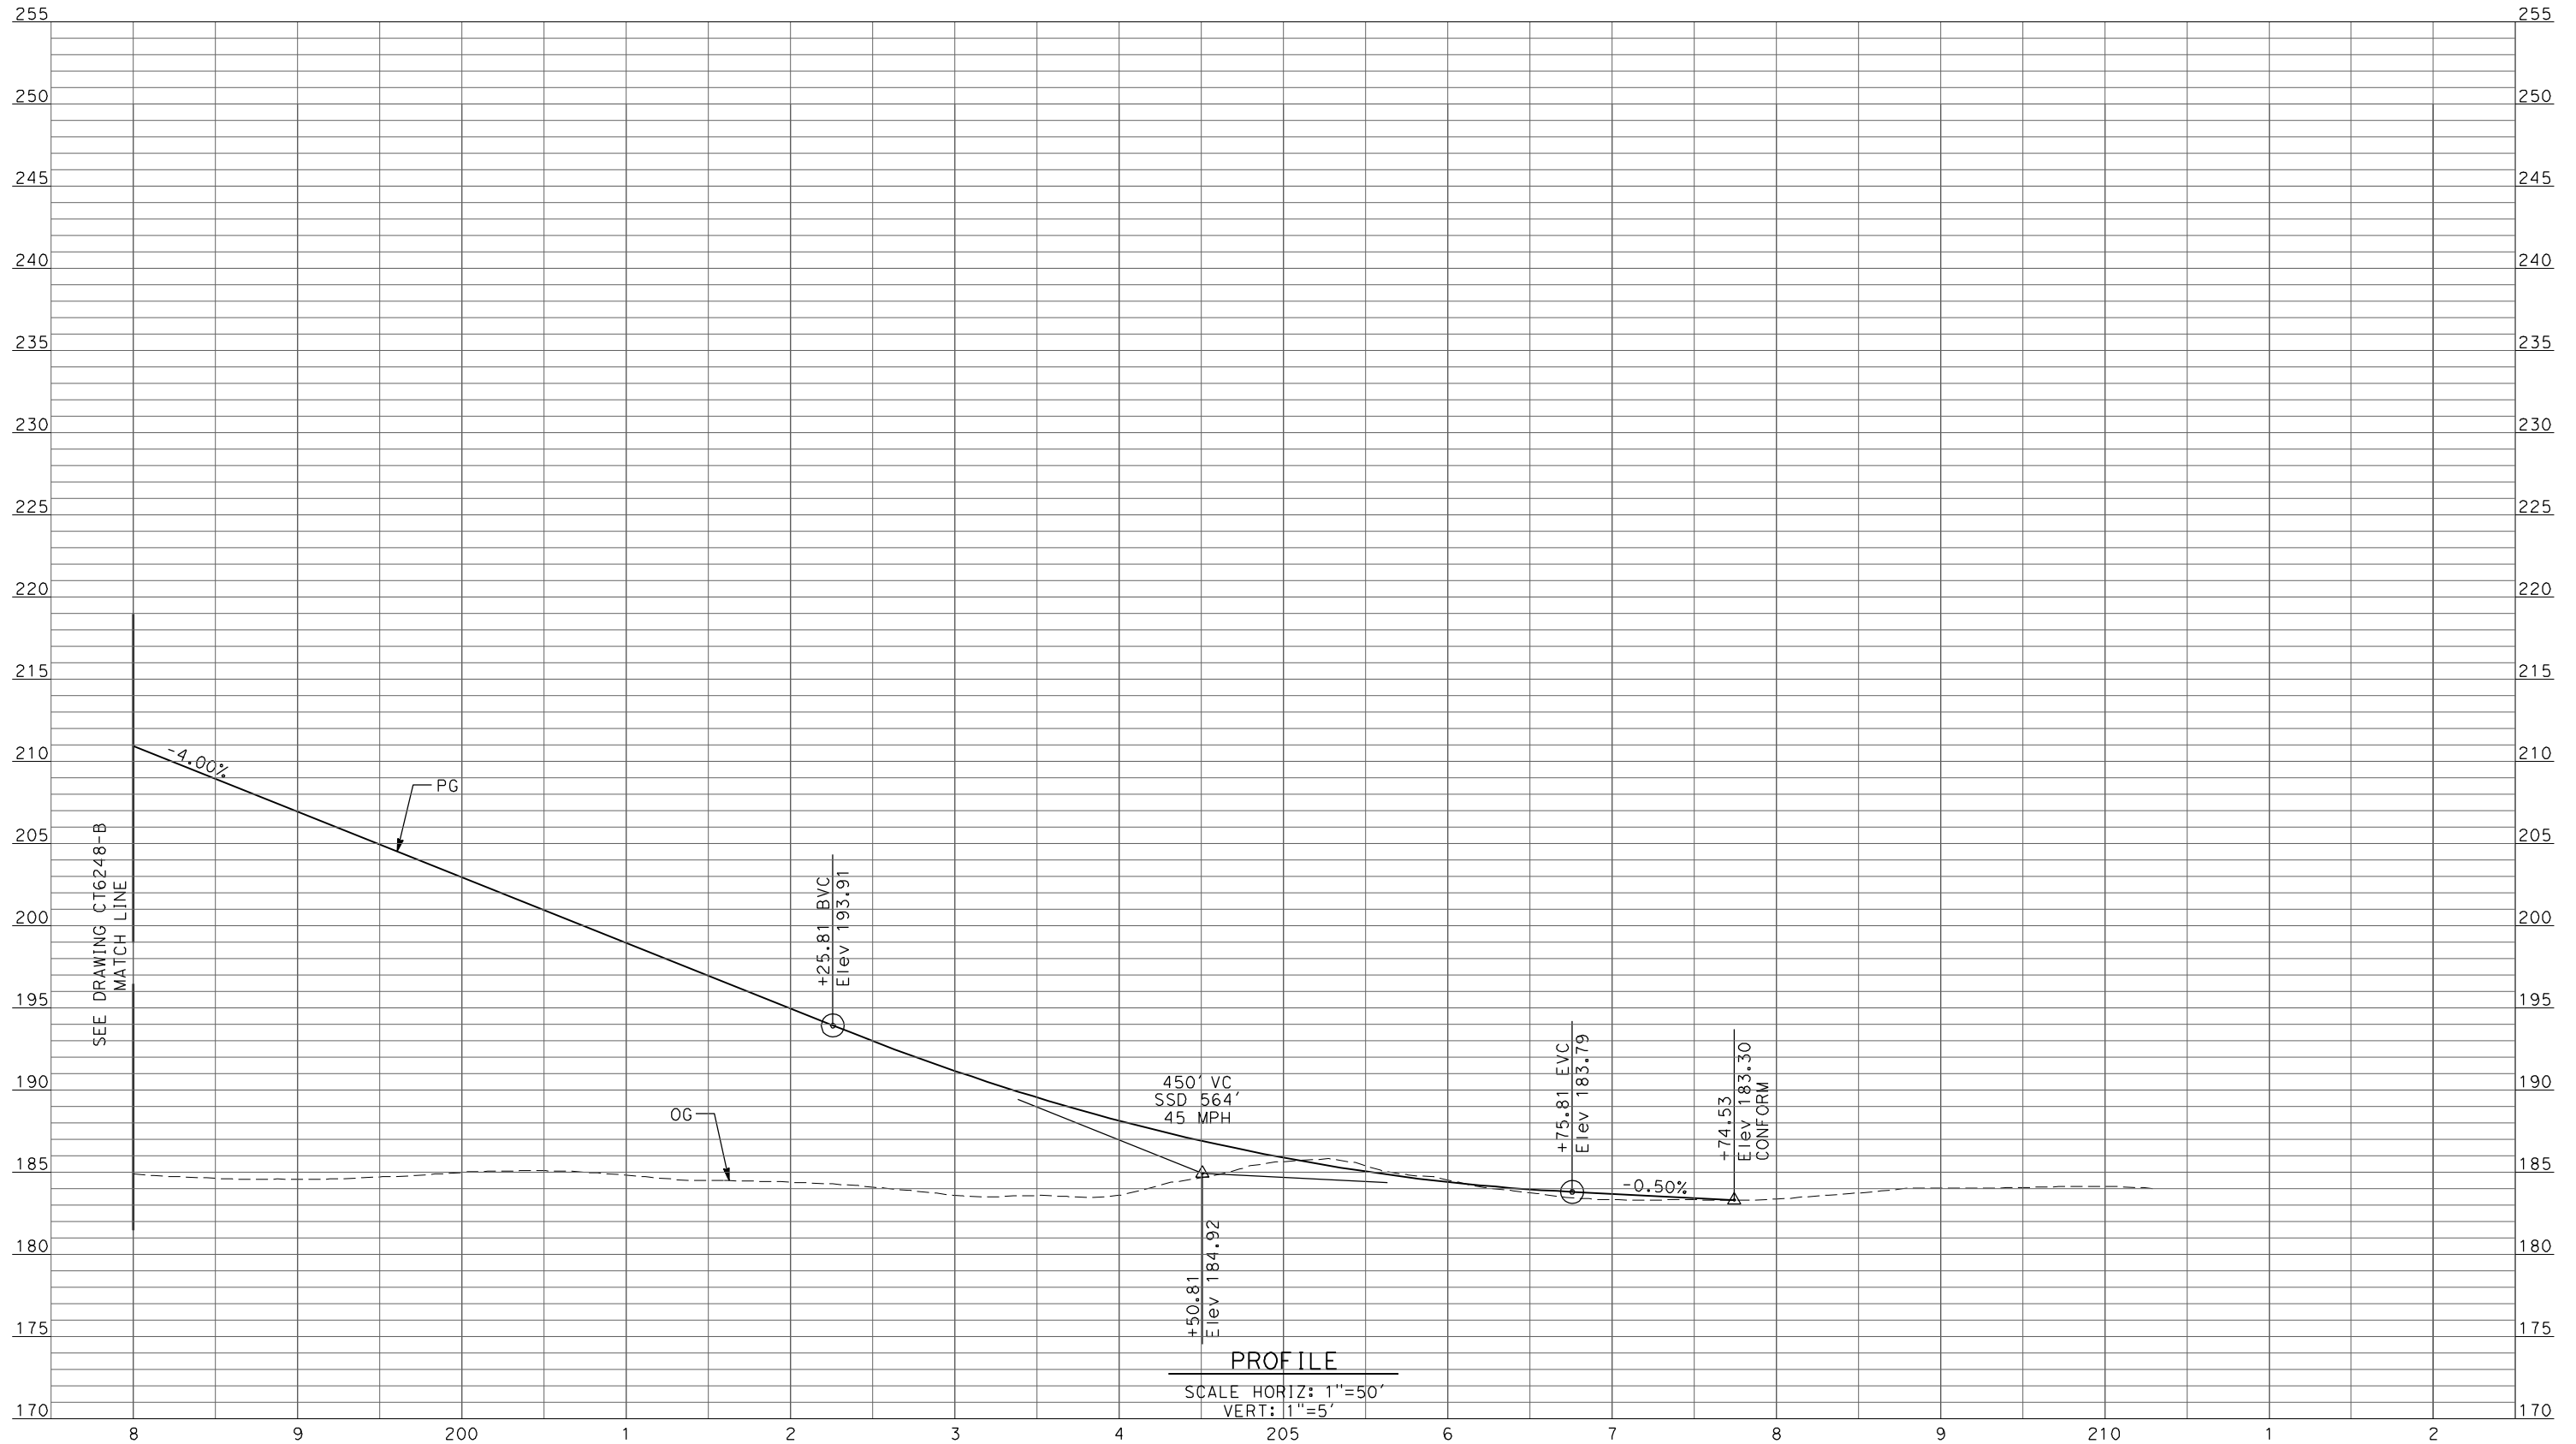 255 255
250 250
245 245
240 240
235 235
230 230
225 225
220 220
215 215
210 210
205 205
200 200
195 195
190 190
185 185
180 180
175 175
170 170
SEE DRAWING CT6248-B
MATCH LINE
-4.00%
PG
OG
+25.81 BVC
Elev 193.91
450' VC
SSD 564'
45 MPH
+50.81
Elev 184.92
+75.81 EVC
Elev 183.79
-0.50%
+74.53
Elev 183.30
CONFORM
PROFILE
SCALE HORIZ: 1"=50'
VERT: 1"=5'
8 9 200 1 2 3 4 205 6 7 8 9 210 1 2